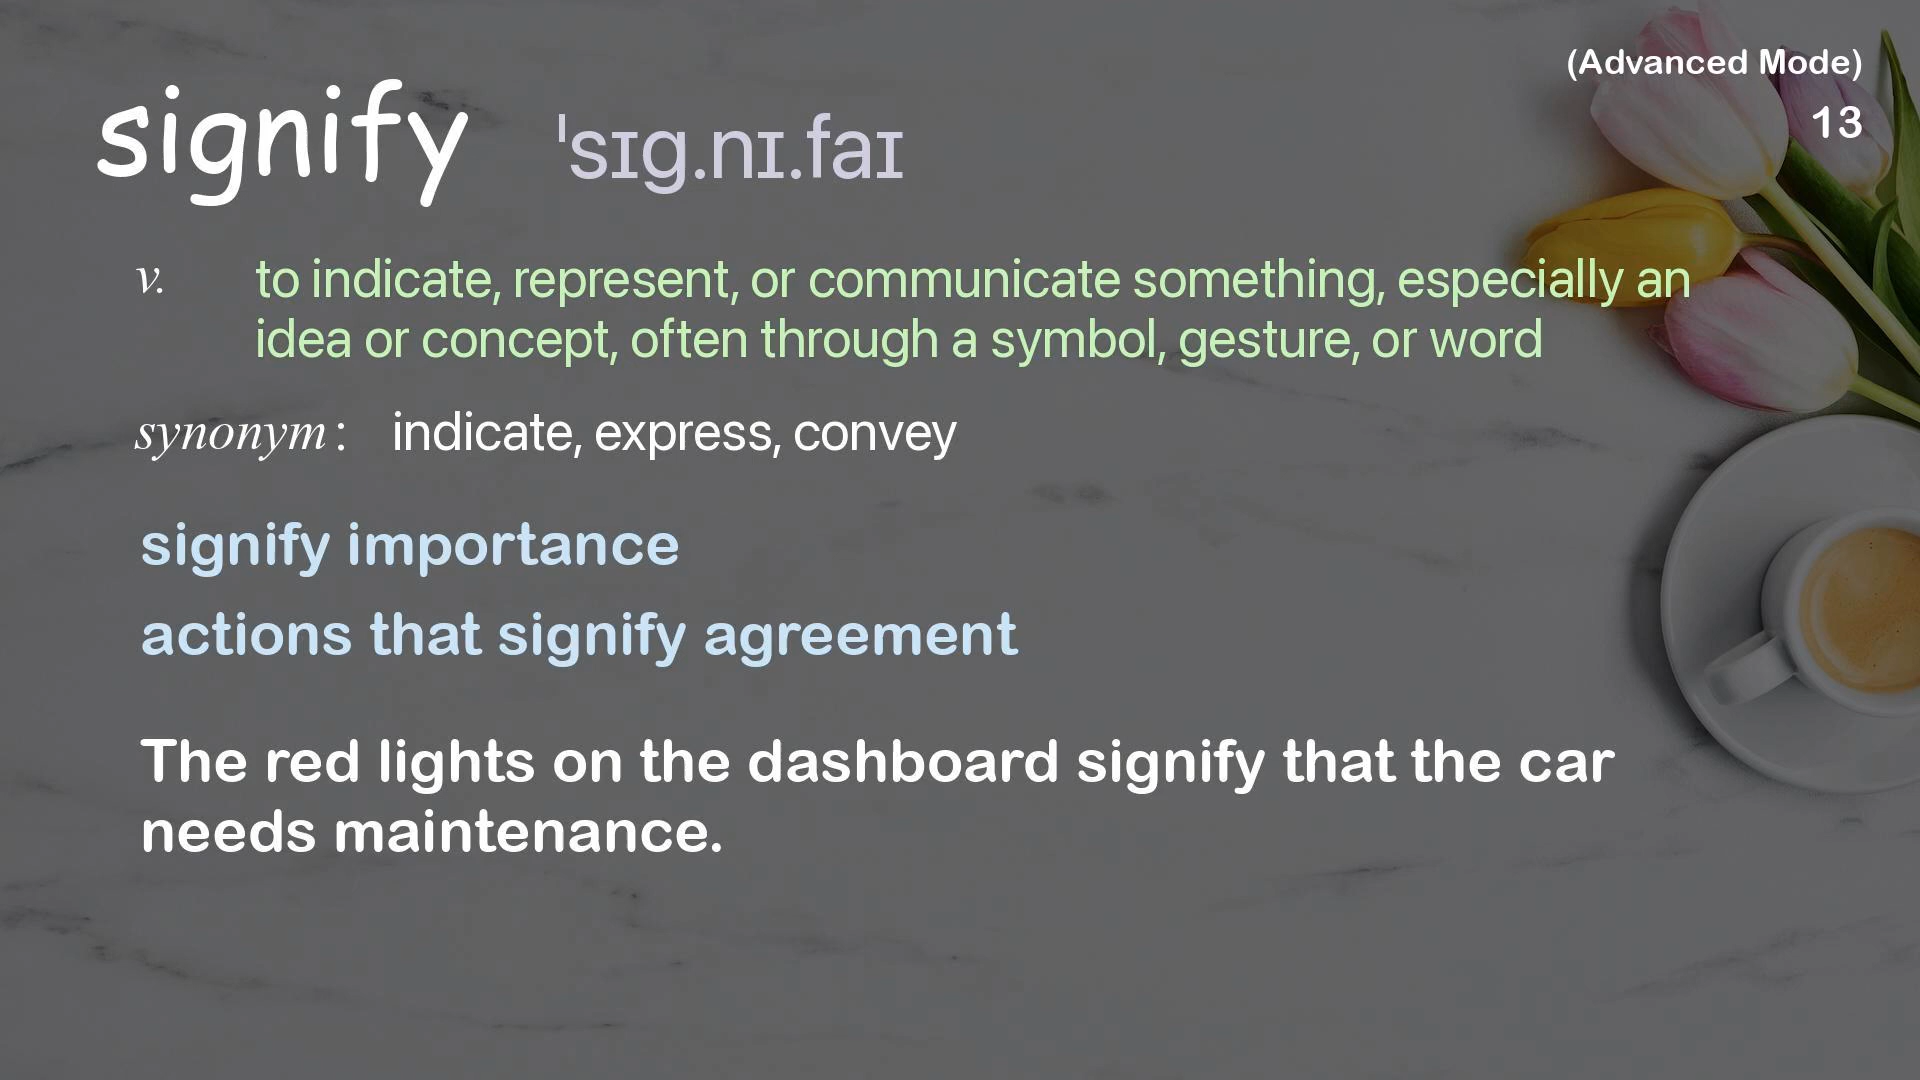 (Advanced Mode)
13
signify ˈsɪg.nɪ.faɪ
v. to indicate, represent, or communicate something, especially an
idea or concept, often through a symbol, gesture, or word
synonym: indicate, express, convey
signify importance
actions that signify agreement
The red lights on the dashboard signify that the car
needs maintenance.